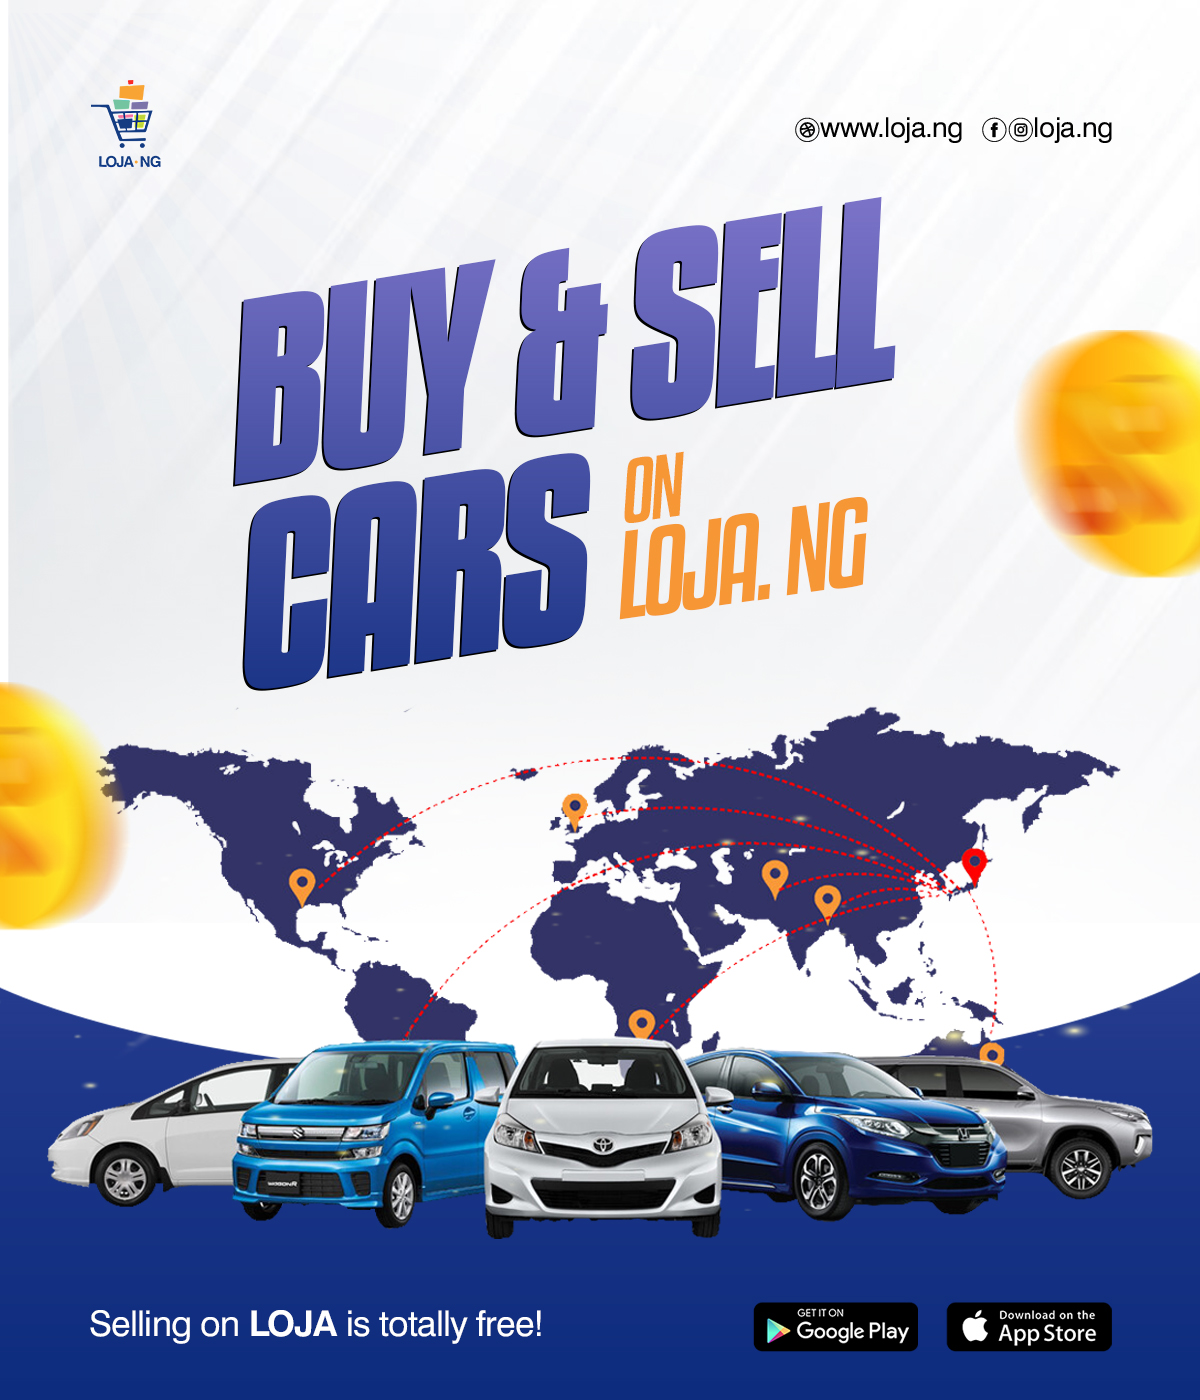 LOJA·NG
www.loja.ng loja.ng
BUY & SELL
CARS
ON
LOJA. NG
WAGONR
Selling on LOJA is totally free!
GET IT ON
Google Play
Download on the
App Store